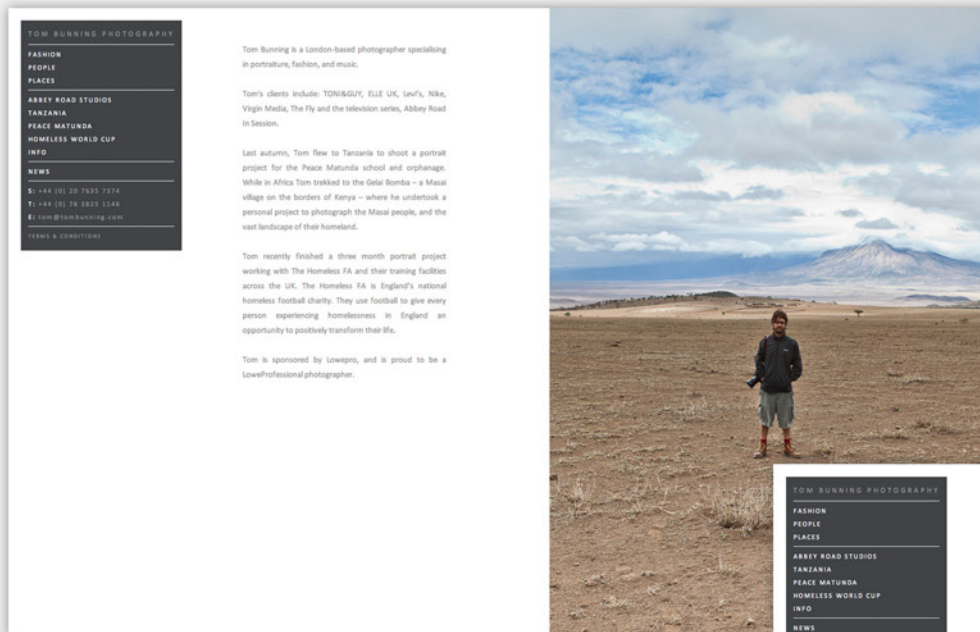 TOM BUNNING PHOTOGRAPHY
FASHION
PEOPLE
PLACES
ABBEY ROAD STUDIOS
TANZANIA
PEACE MATUNDA
HOMELESS WORLD CUP
INFO
NEWS
S: +44 (0) 20 7635 7374
T: +44 (0) 78 3825 1146
E: tom@tombunning.com
TERMS & CONDITIONS
Tom Bunning is a London-based photographer specialising
in portraiture, fashion, and music.
Tom's clients include: TONI&GUY, ELLE UK, Levi's, Nike,
Virgin Media, The Fly and the television series, Abbey Road
In Session.
Last autumn, Tom flew to Tanzania to shoot a portrait
project for the Peace Matunda school and orphanage.
While in Africa Tom trekked to the Gelai Bomba – a Masai
village on the borders of Kenya – where he undertook a
personal project to photograph the Masai people, and the
vast landscape of their homeland.
Tom recently finished a three month portrait project
working with The Homeless FA and their training facilities
across the UK. The Homeless FA is England's national
homeless football charity. They use football to give every
person experiencing homelessness in England an
opportunity to positively transform their life.
Tom is sponsored by Lowepro, and is proud to be a
LoweProfessional photographer.
TOM BUNNING PHOTOGRAPHY
FASHION
PEOPLE
PLACES
ABBEY ROAD STUDIOS
TANZANIA
PEACE MATUNDA
HOMELESS WORLD CUP
INFO
NEWS